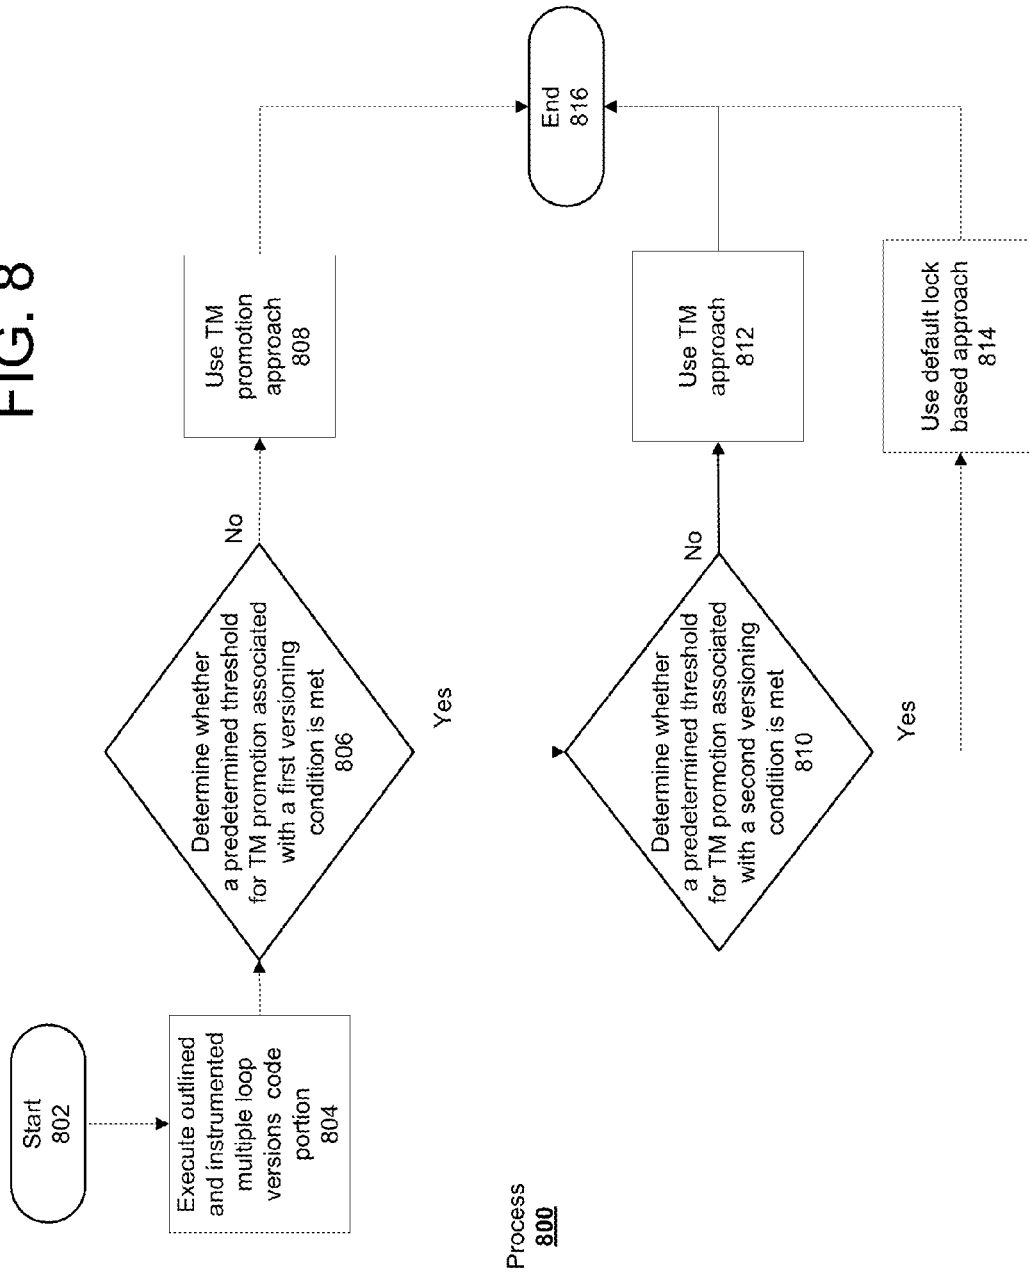 FIG. 8
Start
802
Execute outlined
and instrumented
multiple loop
versions code
portion
804
Determine whether
a predetermined threshold
for TM promotion associated
with a first versioning
condition is met
806
No
Yes
Use TM
promotion
approach
808
Determine whether
a predetermined threshold
for TM promotion associated
with a second versioning
condition is met
810
No
Yes
Use TM
approach
812
Use default lock
based approach
814
End
816
Process
800